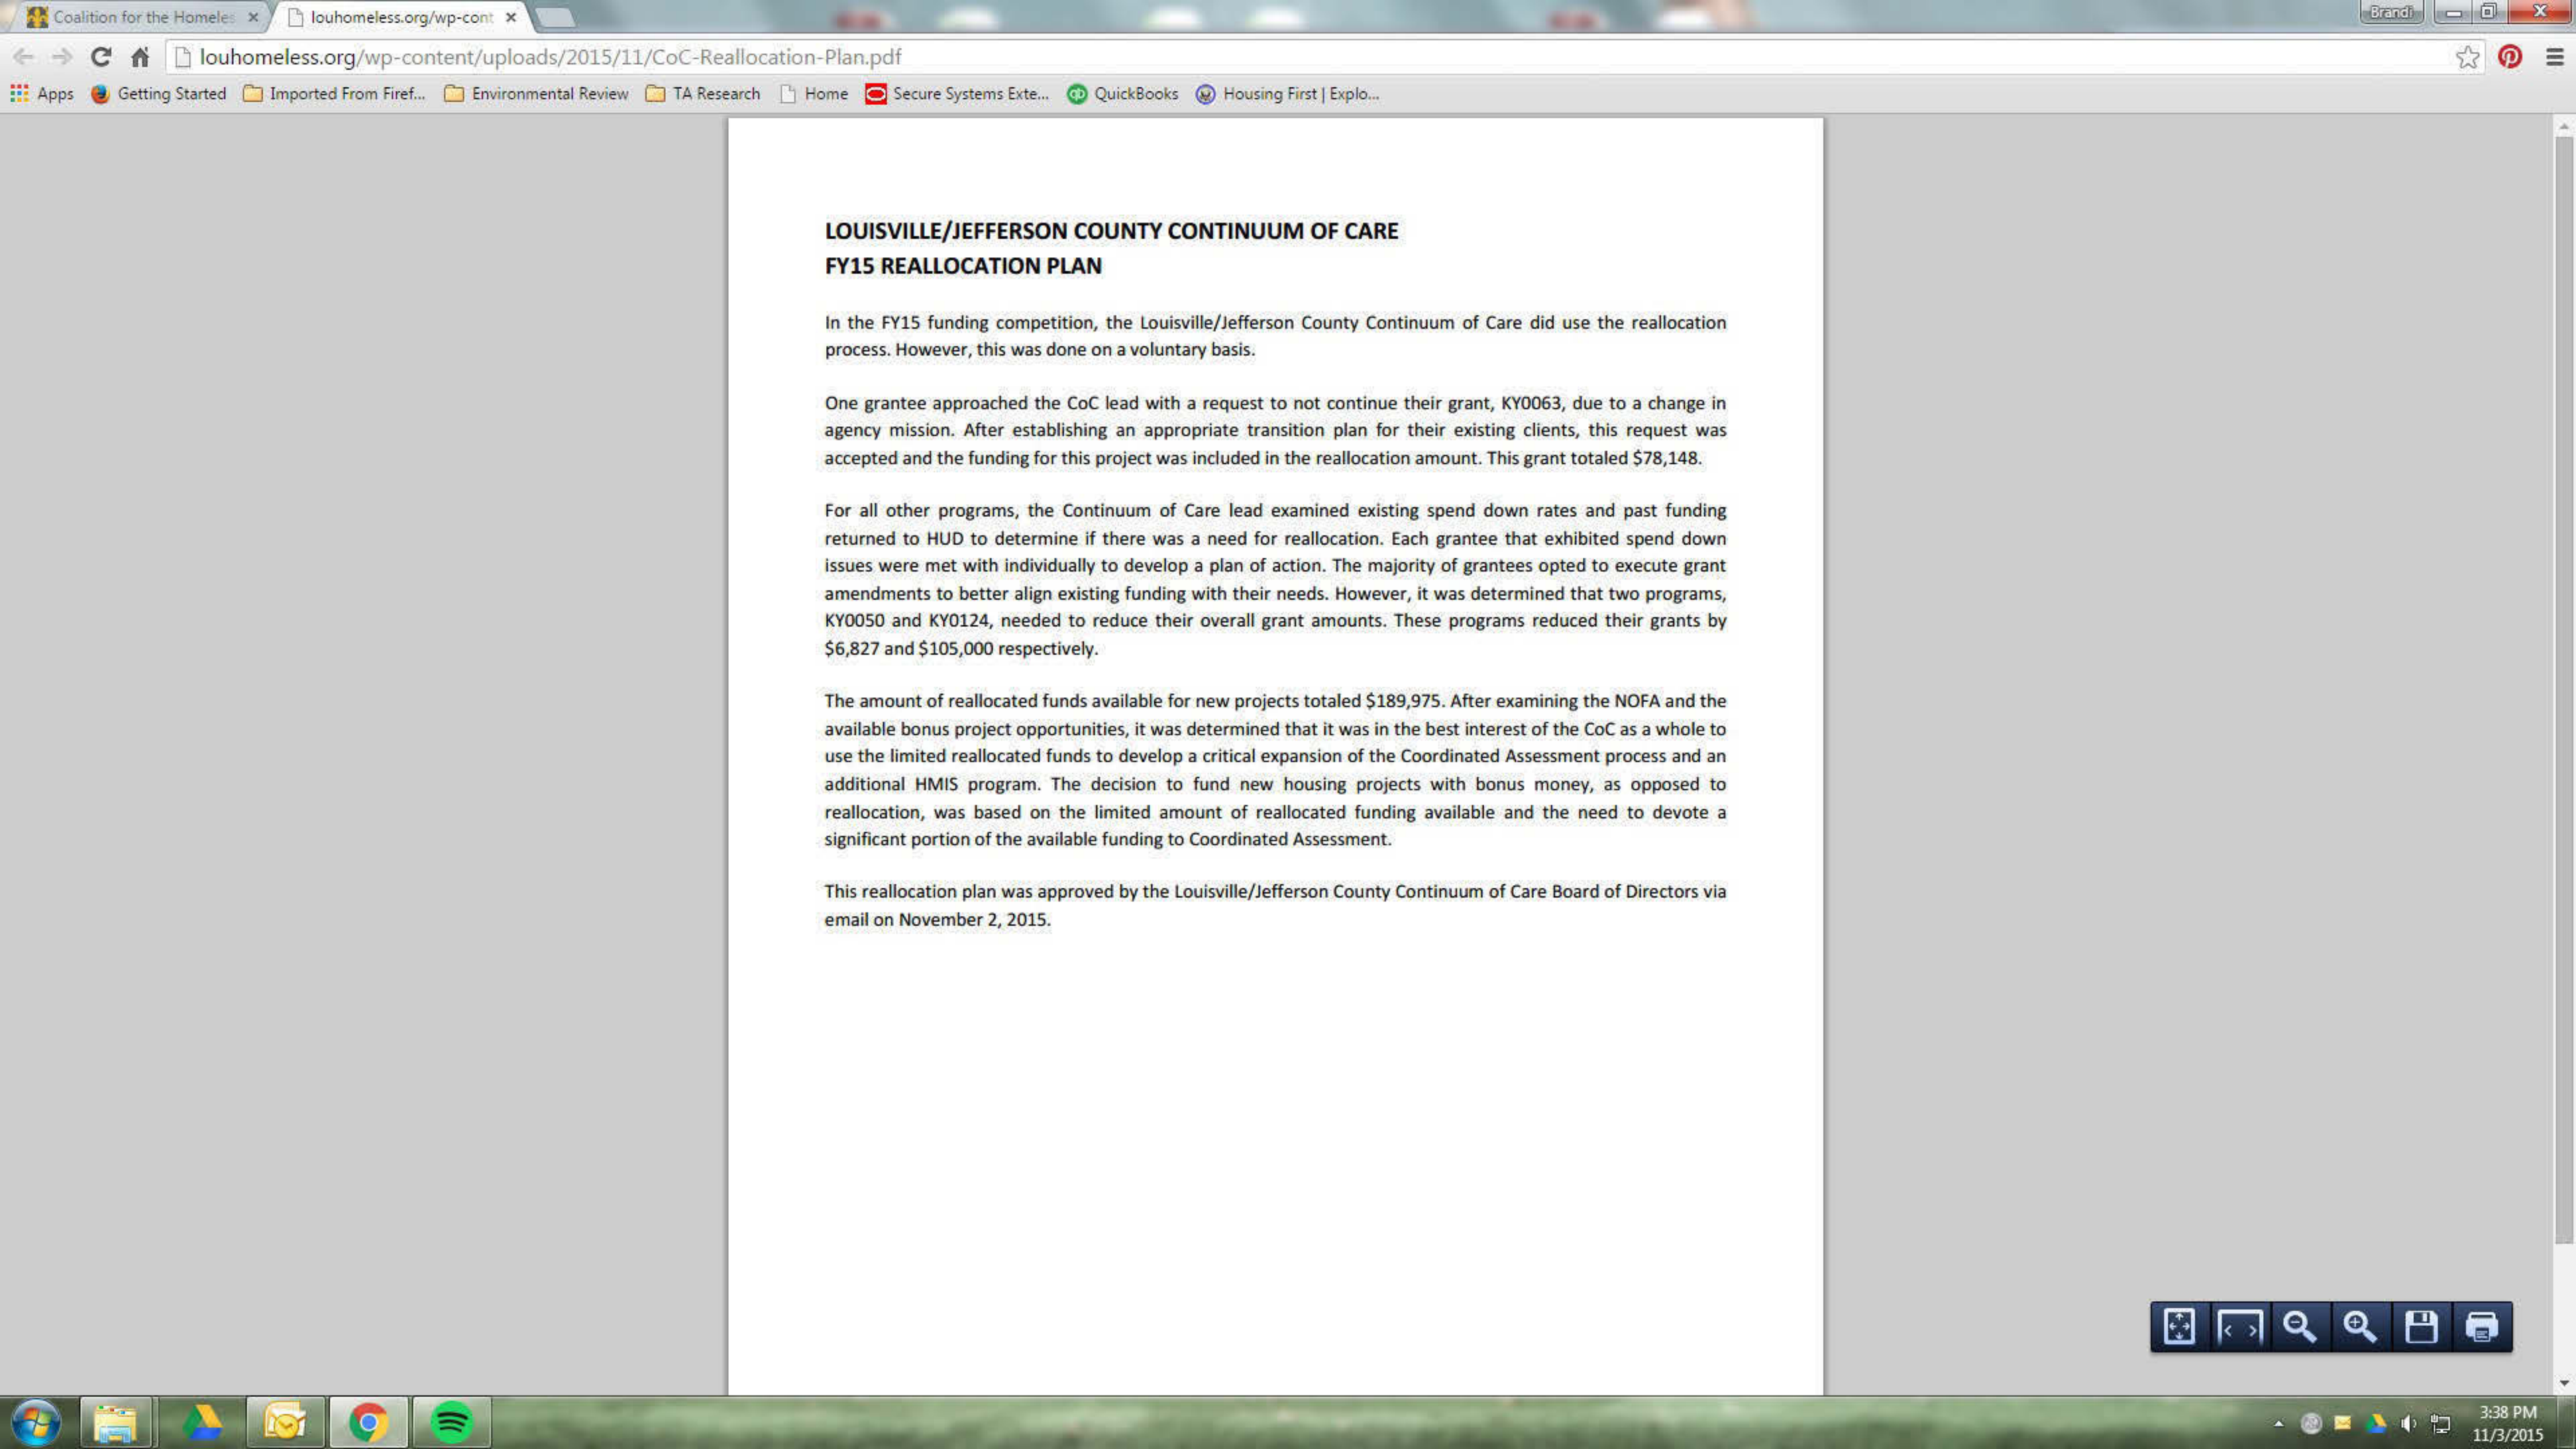 Coalition for the Homeles
louhomeless.org/wp-cont
Brandi
louhomeless.org/wp-content/uploads/2015/11/CoC-Reallocation-Plan.pdf
Apps Getting Started Imported From Firef... Environmental Review TA Research Home Secure Systems Exte... QuickBooks Housing First | Explo...
LOUISVILLE/JEFFERSON COUNTY CONTINUUM OF CARE
FY15 REALLOCATION PLAN
In the FY15 funding competition, the Louisville/Jefferson County Continuum of Care did use the reallocation
process. However, this was done on a voluntary basis.
One grantee approached the CoC lead with a request to not continue their grant, KY0063, due to a change in
agency mission. After establishing an appropriate transition plan for their existing clients, this request was
accepted and the funding for this project was included in the reallocation amount. This grant totaled $78,148.
For all other programs, the Continuum of Care lead examined existing spend down rates and past funding
returned to HUD to determine if there was a need for reallocation. Each grantee that exhibited spend down
issues were met with individually to develop a plan of action. The majority of grantees opted to execute grant
amendments to better align existing funding with their needs. However, it was determined that two programs,
KY0050 and KY0124, needed to reduce their overall grant amounts. These programs reduced their grants by
$6,827 and $105,000 respectively.
The amount of reallocated funds available for new projects totaled $189,975. After examining the NOFA and the
available bonus project opportunities, it was determined that it was in the best interest of the CoC as a whole to
use the limited reallocated funds to develop a critical expansion of the Coordinated Assessment process and an
additional HMIS program. The decision to fund new housing projects with bonus money, as opposed to
reallocation, was based on the limited amount of reallocated funding available and the need to devote a
significant portion of the available funding to Coordinated Assessment.
This reallocation plan was approved by the Louisville/Jefferson County Continuum of Care Board of Directors via
email on November 2, 2015.
3:38 PM
11/3/2015